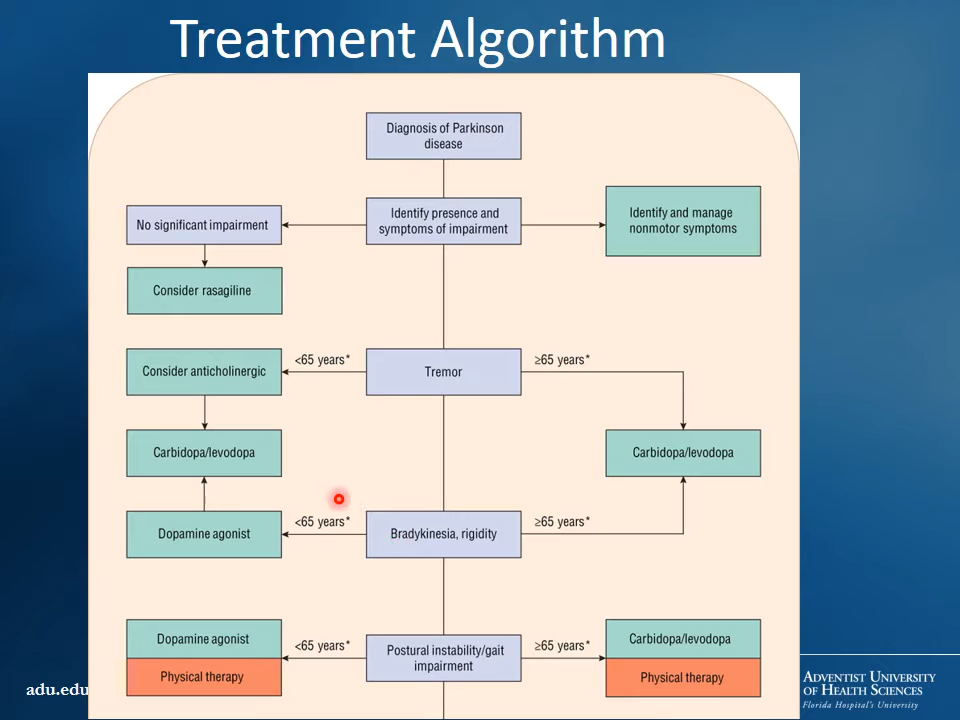 Treatment Algorithm
Diagnosis of Parkinson
disease
No significant impairment
Identify presence and
symptoms of impairment
Identify and manage
nonmotor symptoms
Consider rasagiline
Consider anticholinergic
<65 years*
Tremor
≥65 years*
Carbidopa/levodopa
Carbidopa/levodopa
Dopamine agonist
<65 years*
Bradykinesia, rigidity
≥65 years*
Dopamine agonist
Physical therapy
<65 years*
Postural instability/gait
impairment
≥65 years*
Carbidopa/levodopa
Physical therapy
adu.edu
ADVENTIST UNIVERSITY
OF HEALTH SCIENCES
Florida Hospital's University